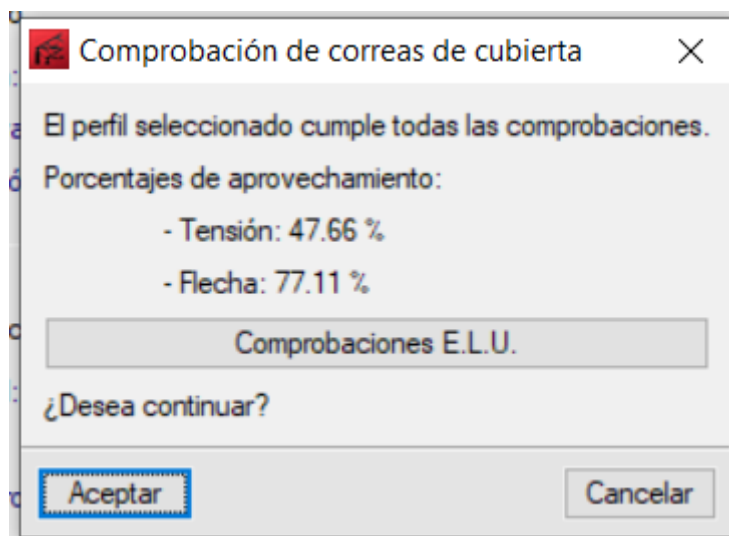 Comprobación de correas de cubierta
El perfil seleccionado cumple todas las comprobaciones.
Porcentajes de aprovechamiento:
- Tensión: 47.66 %
- Flecha: 77.11 %
Comprobaciones E.L.U.
¿Desea continuar?
Aceptar
Cancelar